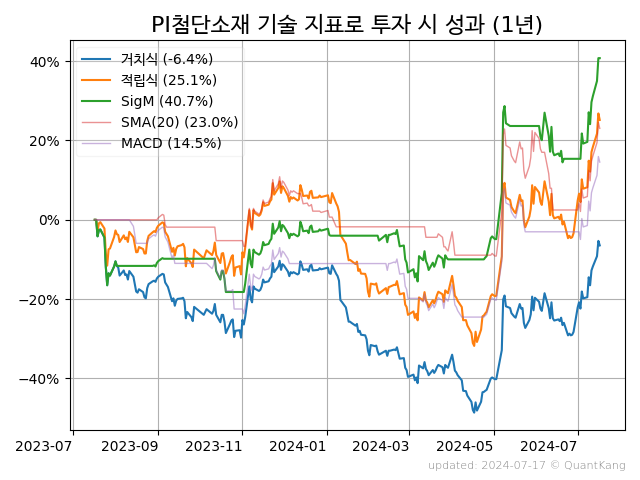 PI첨단소재 기술 지표로 투자 시 성과 (1년)
거치식 (-6.4%)
적립식 (25.1%)
SigM (40.7%)
SMA(20) (23.0%)
MACD (14.5%)
40%
20%
0%
−20%
−40%
2023-07 2023-09 2023-11 2024-01 2024-03 2024-05 2024-07
updated: 2024-07-17 © QuantKang